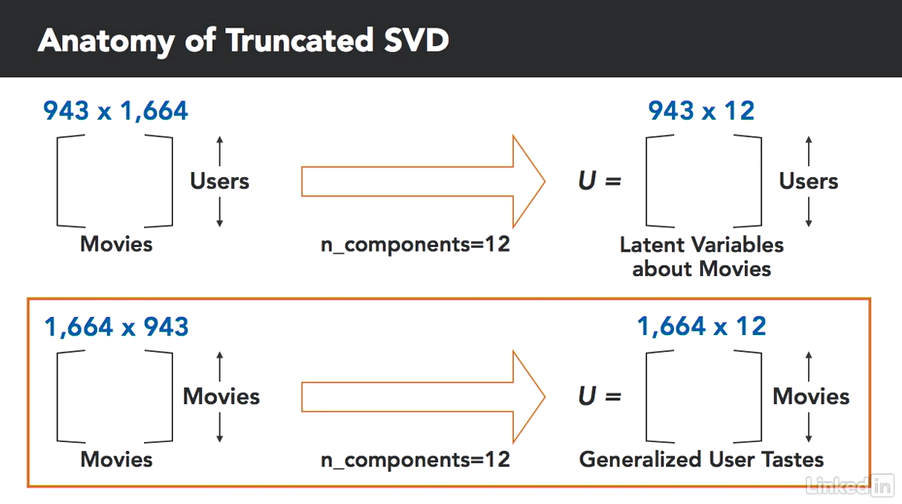 Anatomy of Truncated SVD
943 x 1,664
943 x 12
Users
U =
Users
Movies
n_components=12
Latent Variables
about Movies
1,664 x 943
1,664 x 12
Movies
U =
Movies
Movies
n_components=12
Generalized User Tastes
Linked in